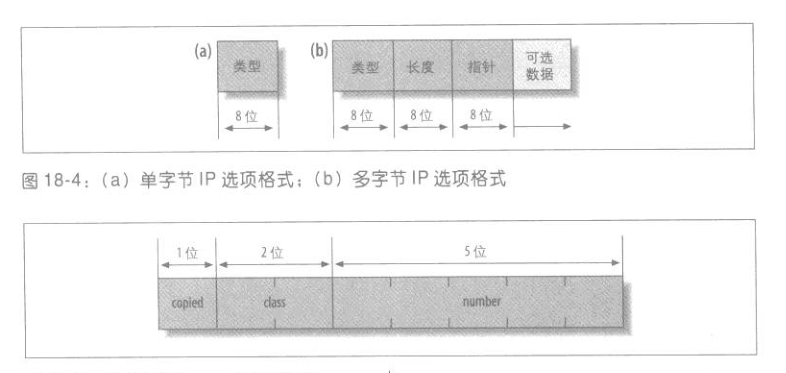 (a) (b)
类型 类型 长度 指针 可选
数据
8位 8位 8位 8位
图 18-4:(a)单字节 IP 选项格式;(b)多字节 IP 选项格式
1位 2位 5位
copied class number